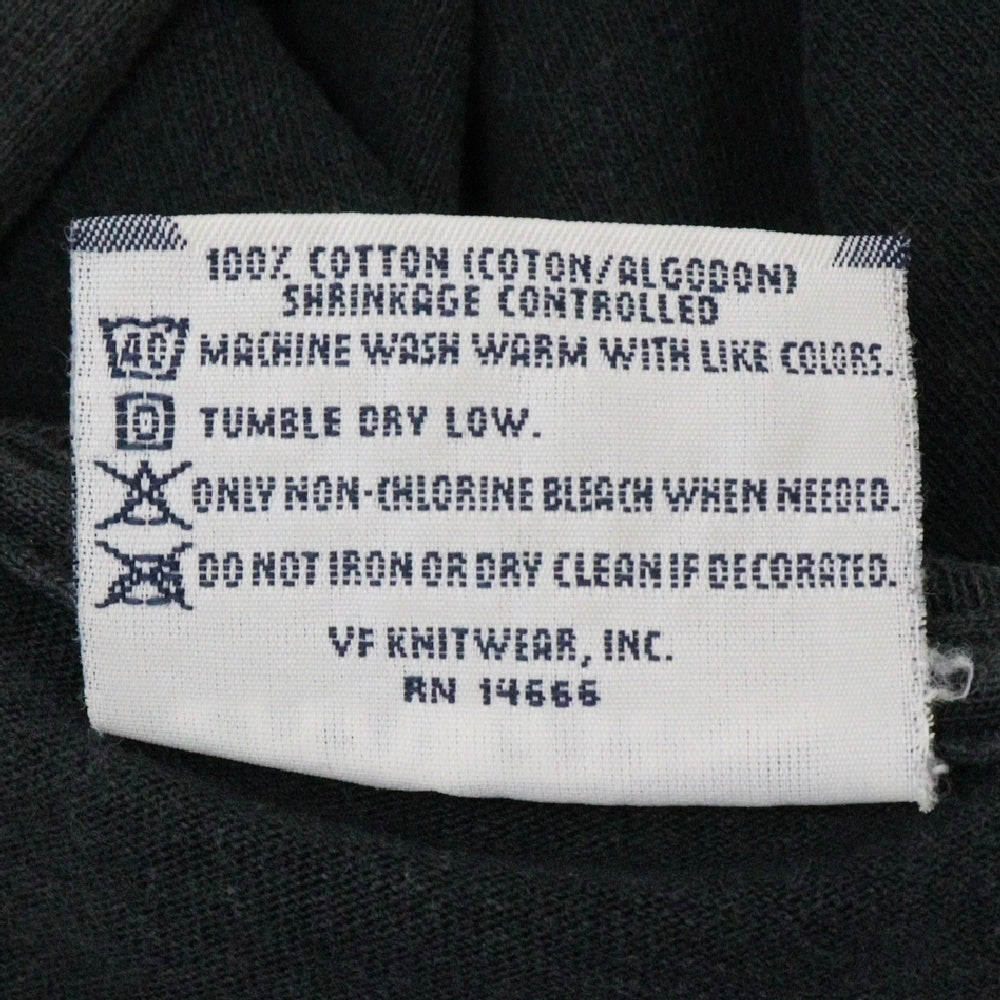 100% COTTON (COTON/ALGODON)
SHRINKAGE CONTROLLED
40 MACHINE WASH WARM WITH LIKE COLORS.
TUMBLE DRY LOW.
ONLY NON-CHLORINE BLEACH WHEN NEEDED.
DO NOT IRON OR DRY CLEAN IF DECORATED.
VF KNITWEAR, INC.
RN 14666